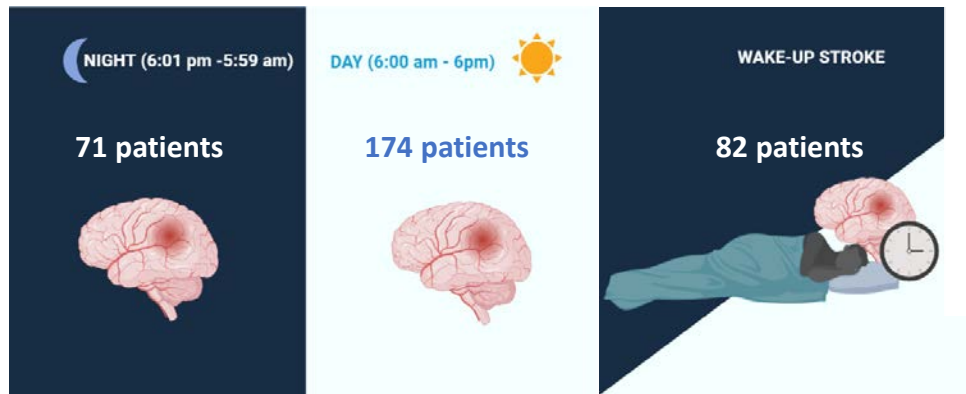 NIGHT (6:01 pm -5:59 am)
71 patients
DAY (6:00 am - 6pm)
174 patients
WAKE-UP STROKE
82 patients